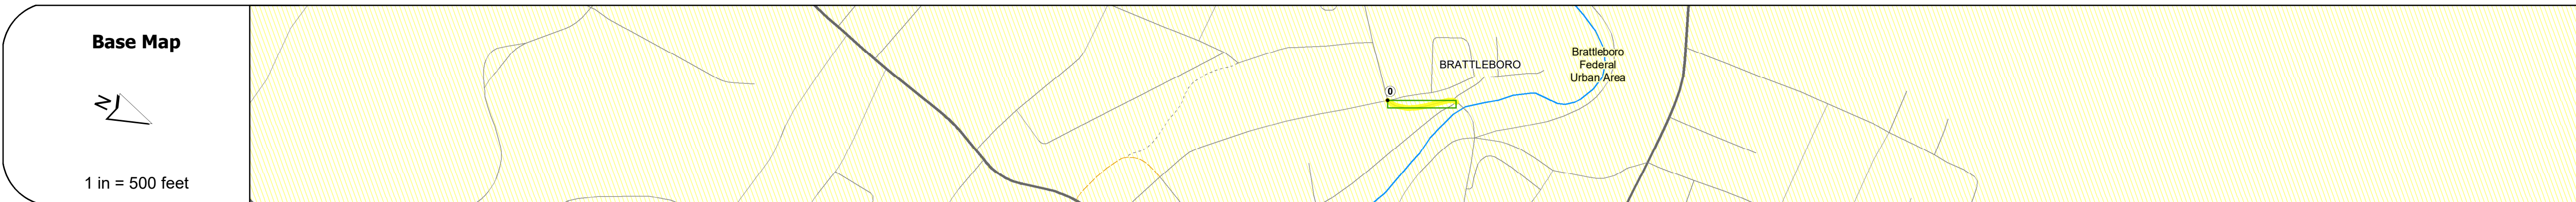 Base Map
N
1 in = 500 feet
0
BRATTLEBORO
Brattleboro
Federal
Urban Area